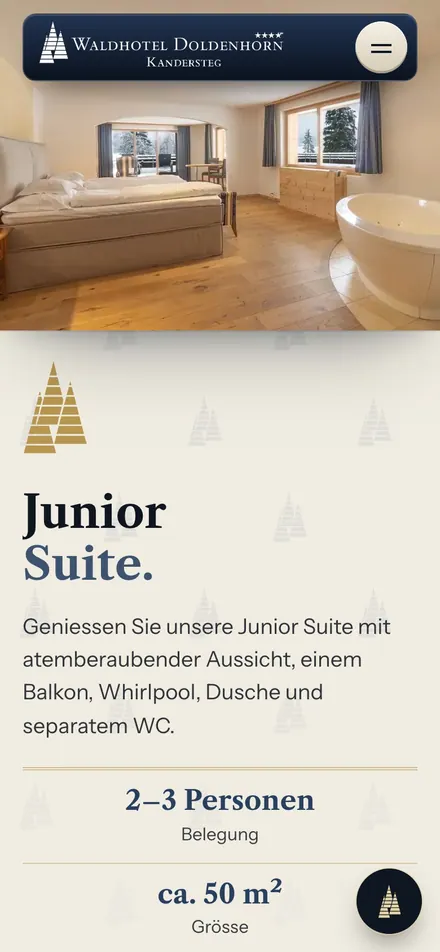 WALDHOTEL DOLDENHORN
KANDERSTEG
Junior
Suite.
Geniessen Sie unsere Junior Suite mit
atemberaubender Aussicht, einem
Balkon, Whirlpool, Dusche und
separatem WC.
2–3 Personen
Belegung
ca. 50 m²
Grösse